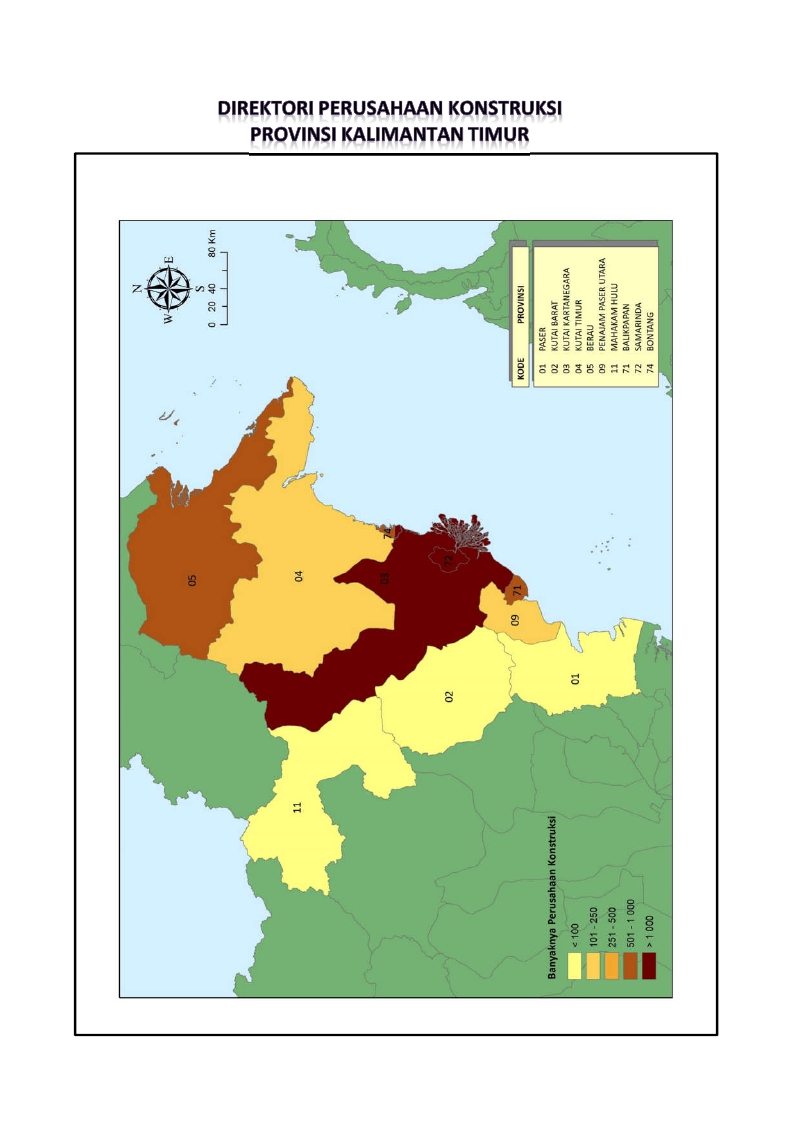 DIREKTORI PERUSAHAAN KONSTRUKSI
PROVINSI KALIMANTAN TIMUR
N
W E
S
0 20 40 80 Km
KODE PROVINSI
01 PASER
02 KUTAI BARAT
03 KUTAI KARTANEGARA
04 KUTAI TIMUR
05 BERAU
09 PENAJAM PASER UTARA
11 MAHAKAM HULU
71 BALIKPAPAN
72 SAMARINDA
74 BONTANG
05
04
74
03
72
71
09
02
01
11
Banyaknya Perusahaan Konstruksi
< 100
101 - 250
251 - 500
501 - 1 000
> 1 000